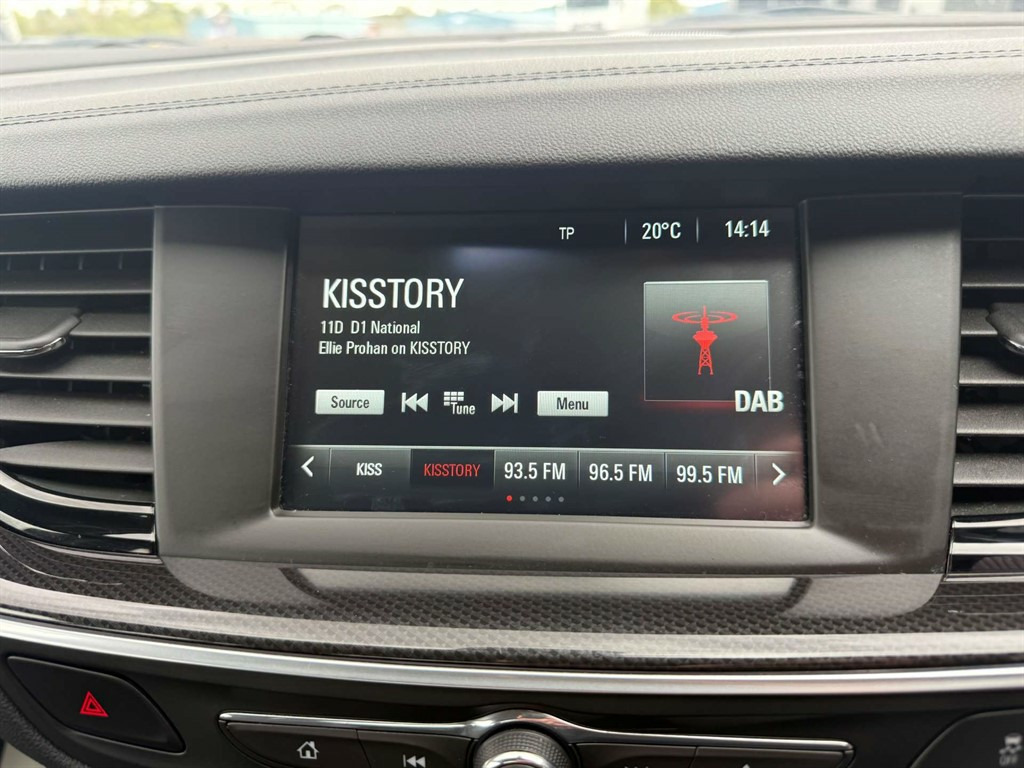 TP 20°C 14:14
KISSTORY
11D D1 National
Ellie Prohan on KISSTORY
Source Tune Menu
DAB
KISS KISSTORY 93.5 FM 96.5 FM 99.5 FM
OFF